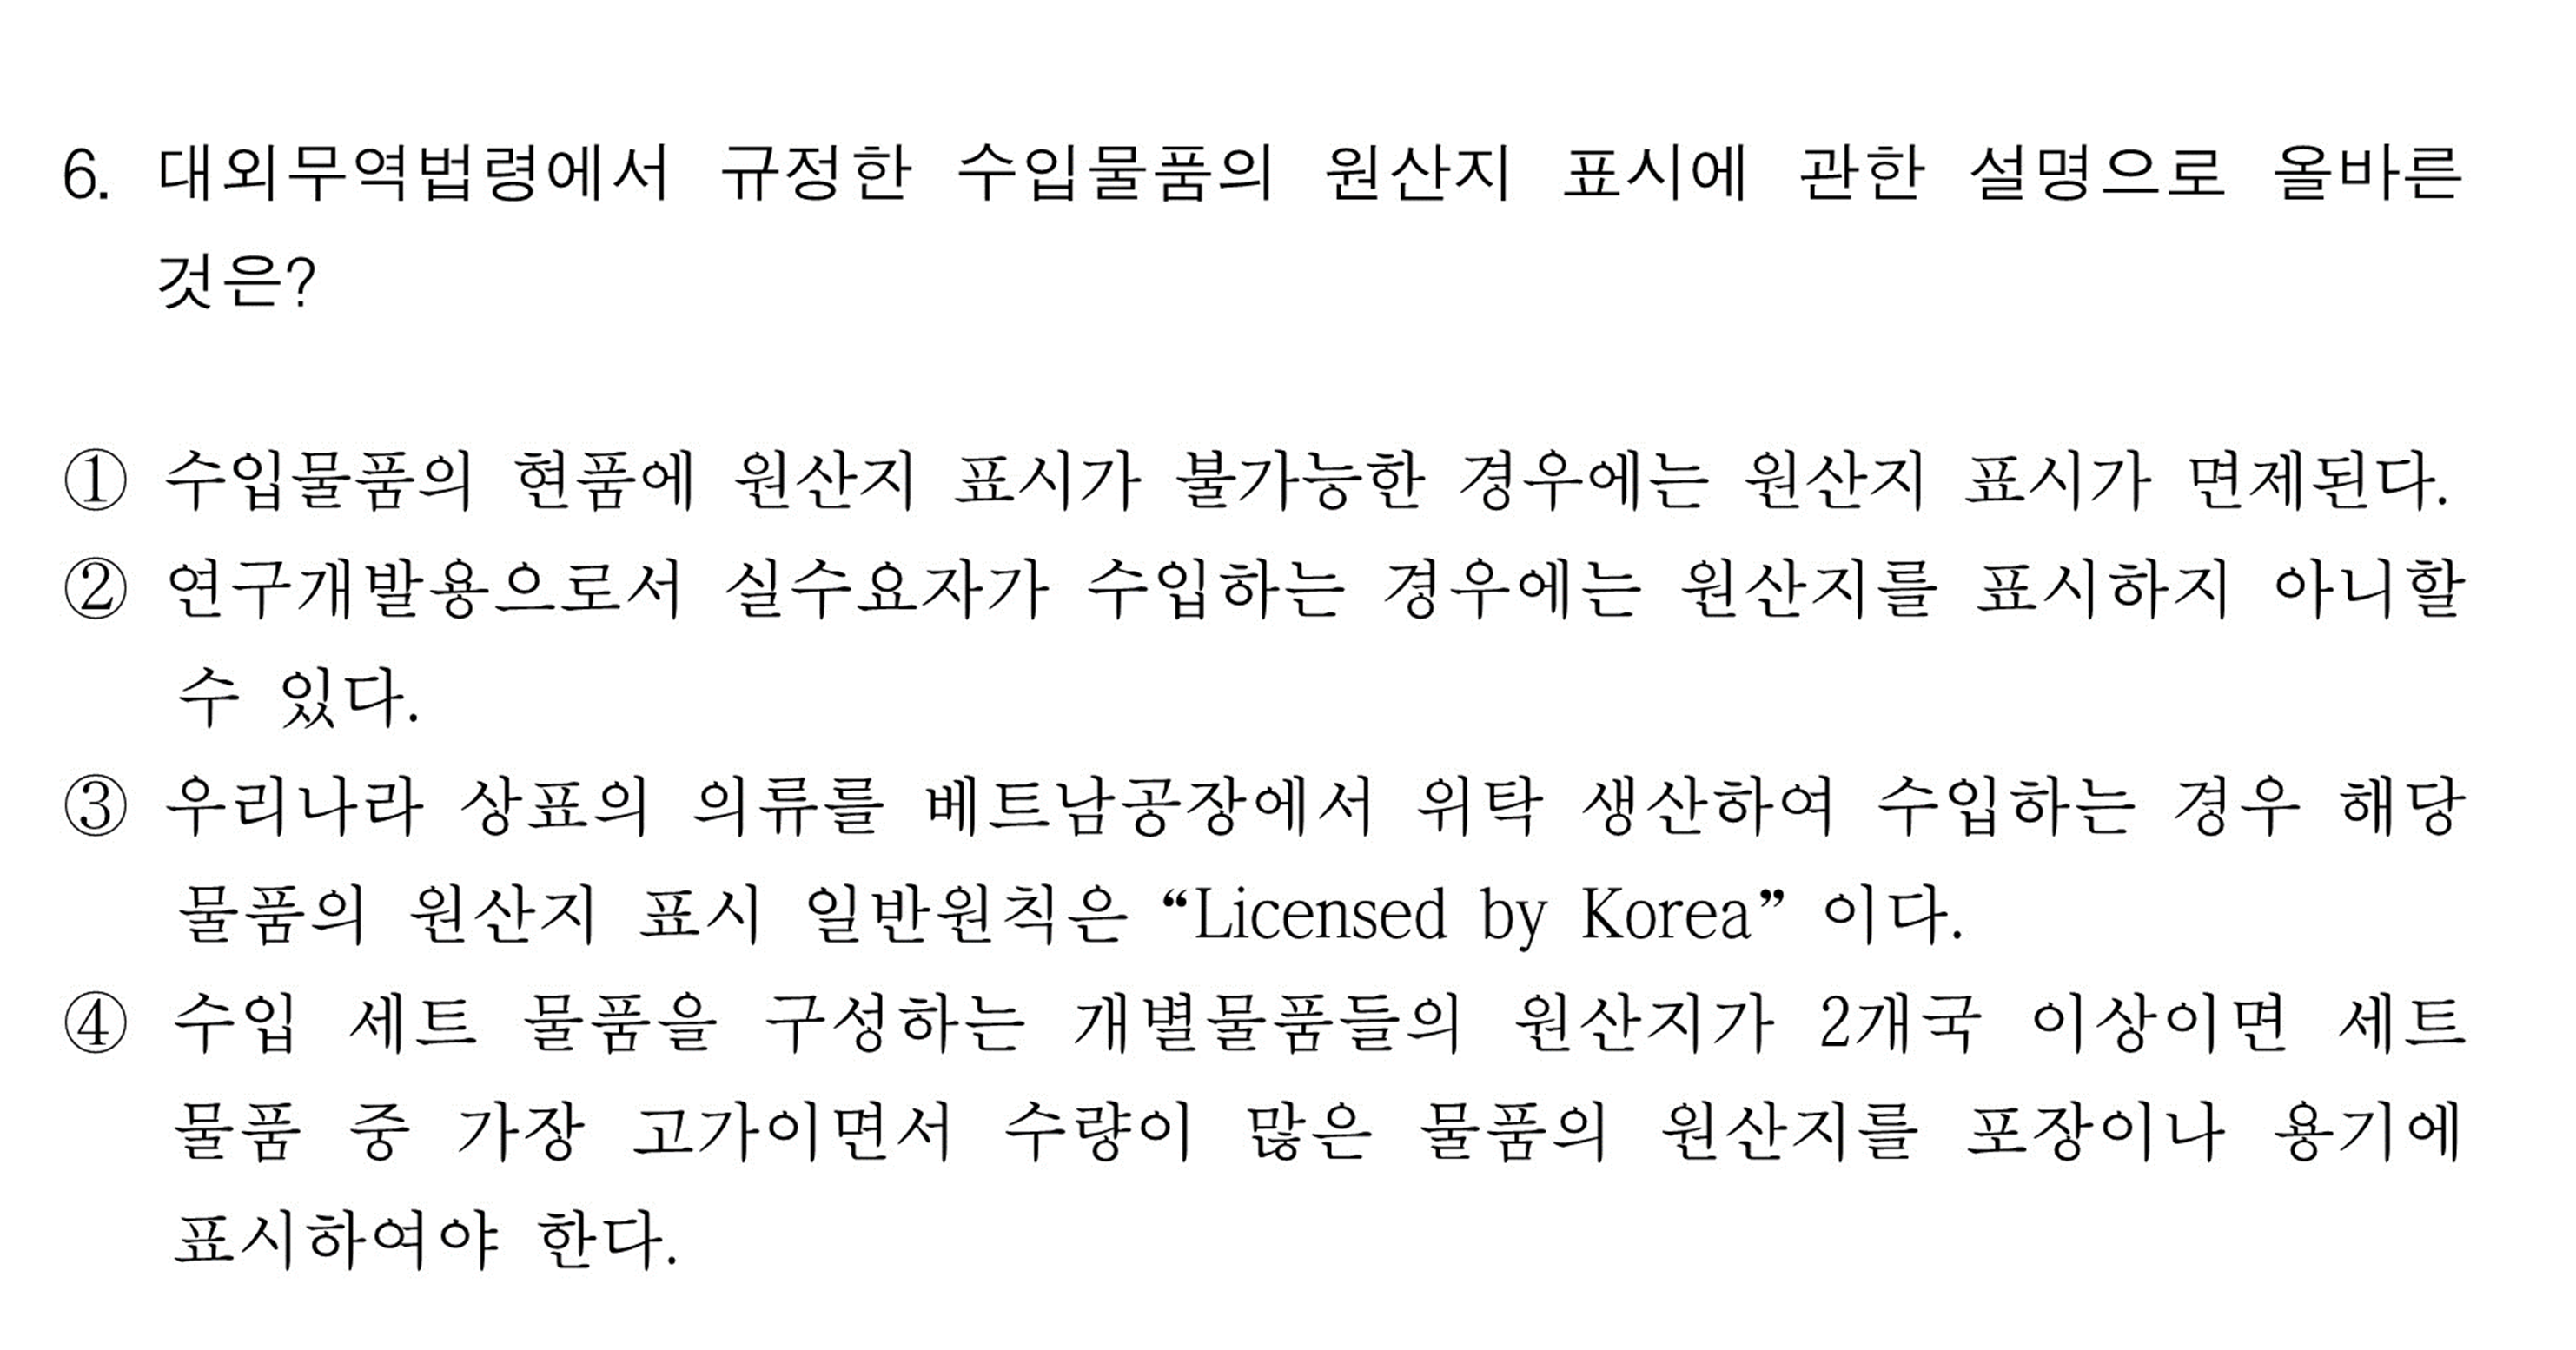 6. 대외무역법령에서 규정한 수입물품의 원산지 표시에 관한 설명으로 올바른
것은?
① 수입물품의 현품에 원산지 표시가 불가능한 경우에는 원산지 표시가 면제된다.
② 연구개발용으로서 실수요자가 수입하는 경우에는 원산지를 표시하지 아니할
수 있다.
③ 우리나라 상표의 의류를 베트남공장에서 위탁 생산하여 수입하는 경우 해당
물품의 원산지 표시 일반원칙은 “Licensed by Korea” 이다.
④ 수입 세트 물품을 구성하는 개별물품들의 원산지가 2개국 이상이면 세트
물품 중 가장 고가이면서 수량이 많은 물품의 원산지를 포장이나 용기에
표시하여야 한다.